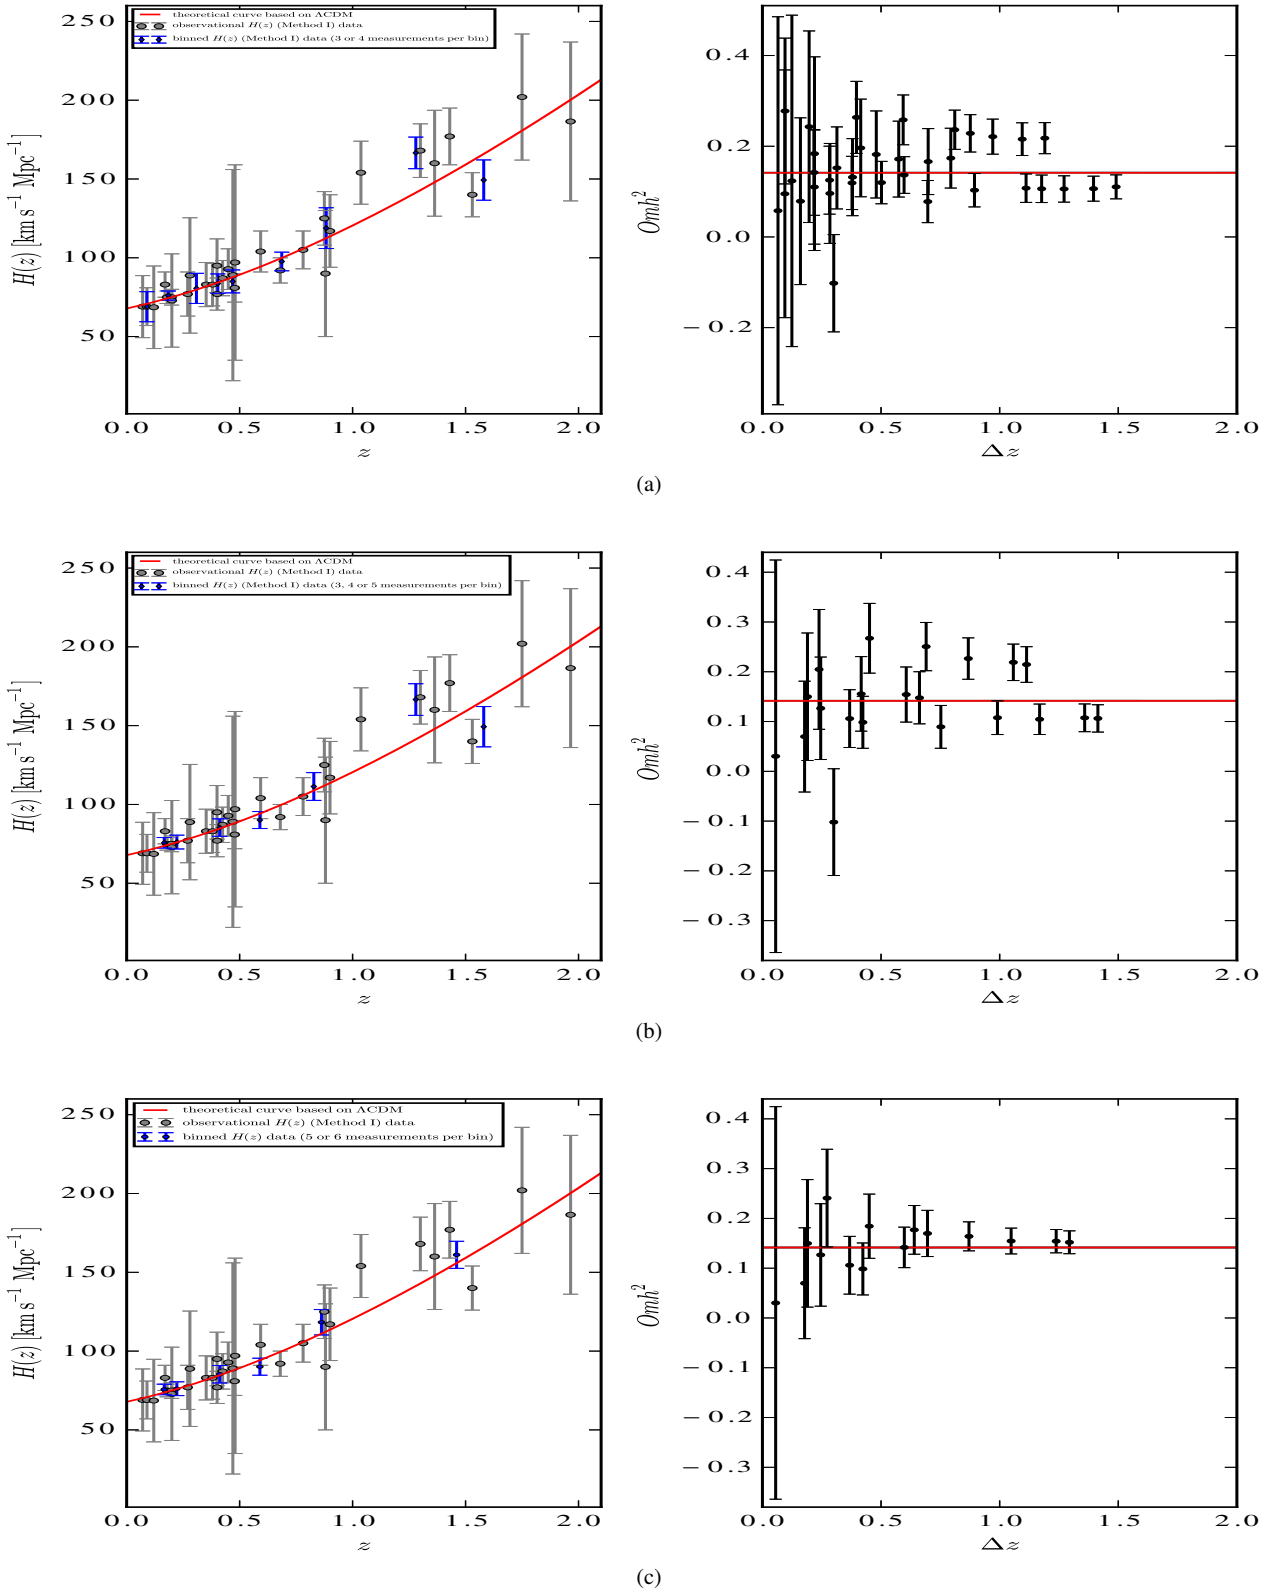 theoretical curve based on ΛCDM
observational H(z) (Method I) data
binned H(z) (Method I) data (3 or 4 measurements per bin)
250
200
150
100
50
H(z) [km s⁻¹ Mpc⁻¹]
0.0 0.5 1.0 1.5 2.0
z
0.4
0.2
0.0
−0.2
Omh²
0.0 0.5 1.0 1.5 2.0
Δz
(a)
theoretical curve based on ΛCDM
observational H(z) (Method I) data
binned H(z) (Method I) data (3, 4 or 5 measurements per bin)
250
200
150
100
50
H(z) [km s⁻¹ Mpc⁻¹]
0.0 0.5 1.0 1.5 2.0
z
0.4
0.3
0.2
0.1
0.0
−0.1
−0.2
−0.3
Omh²
0.0 0.5 1.0 1.5 2.0
Δz
(b)
theoretical curve based on ΛCDM
observational H(z) (Method I) data
binned H(z) data (5 or 6 measurements per bin)
250
200
150
100
50
H(z) [km s⁻¹ Mpc⁻¹]
0.0 0.5 1.0 1.5 2.0
z
0.4
0.3
0.2
0.1
0.0
−0.1
−0.2
−0.3
Omh²
0.0 0.5 1.0 1.5 2.0
Δz
(c)